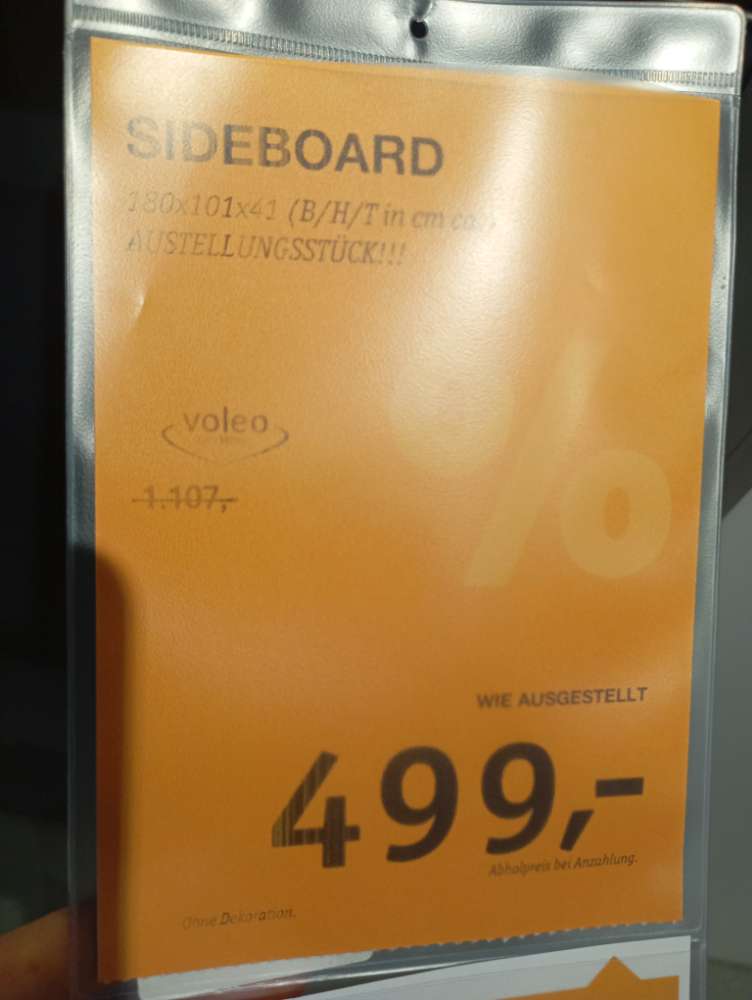 SIDEBOARD
180x101x41 (B/H/T in cm ca.)
AUSTELLUNGSSTÜCK!!!
%
voleo
1.107,-
WIE AUSGESTELLT
499,-
Abholpreis bei Anzahlung.
Ohne Dekoration.